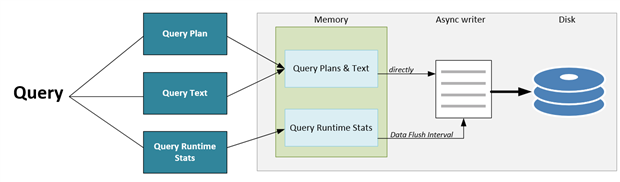 Query
Query Plan
Query Text
Query Runtime
Stats
Memory
Async writer
Disk
Query Plans & Text
directly
Query Runtime Stats
Data Flush Interval